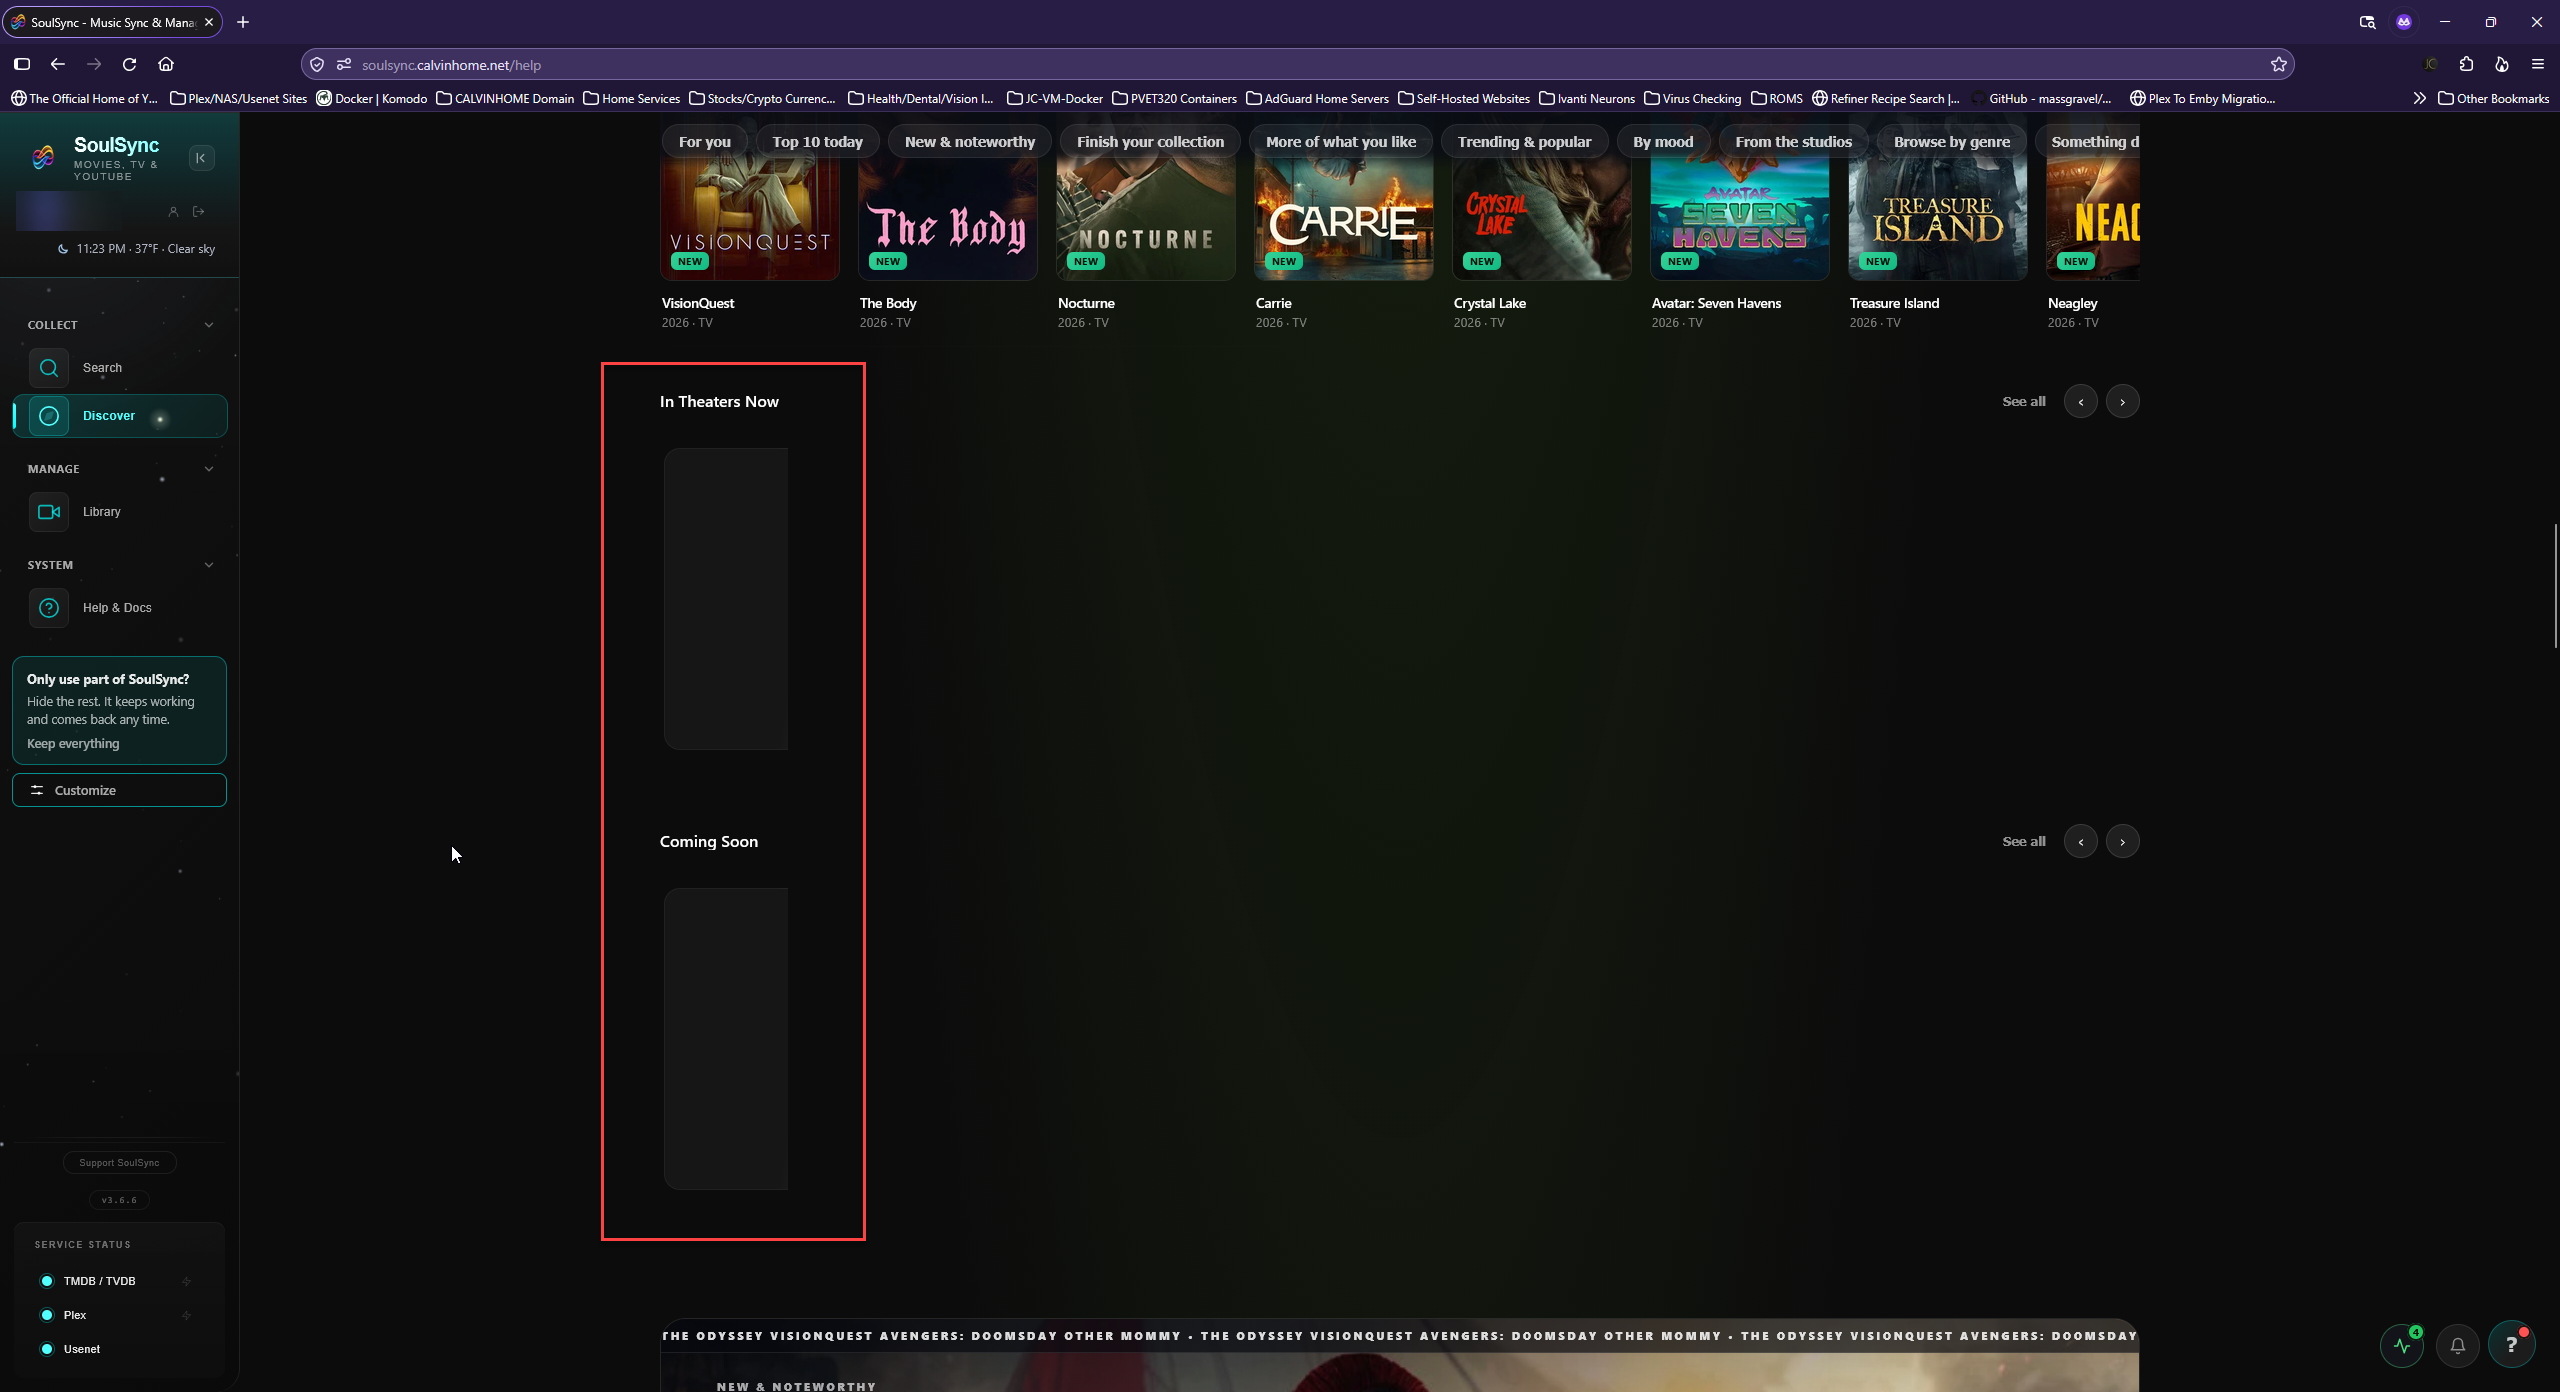 SoulSync - Music Sync & Mana
soulsync.calvinhome.net/help
The Official Home of Y...
Plex/NAS/Usenet Sites
Docker | Komodo
CALVINHOME Domain
Home Services
Stocks/Crypto Currenc...
Health/Dental/Vision I...
JC-VM-Docker
PVET320 Containers
AdGuard Home Servers
Self-Hosted Websites
Ivanti Neurons
Virus Checking
ROMS
Refiner Recipe Search |...
GitHub - massgravel/...
Plex To Emby Migratio...
Other Bookmarks
SoulSync
MOVIES, TV &
YOUTUBE
11:23 PM · 37°F · Clear sky
COLLECT
Search
Discover
MANAGE
Library
SYSTEM
Help & Docs
Only use part of SoulSync?
Hide the rest. It keeps working
and comes back any time.
Keep everything
Customize
Support SoulSync
v3.6.6
SERVICE STATUS
TMDB / TVDB
Plex
Usenet
For you
Top 10 today
New & noteworthy
Finish your collection
More of what you like
Trending & popular
By mood
From the studios
Browse by genre
Something d
VISIONQUEST
The Body
NOCTURNE
CARRIE
CRYSTAL
LAKE
AVATAR
SEVEN
HAVENS
TREASURE
ISLAND
NEAG
NEW
NEW
NEW
NEW
NEW
NEW
NEW
NEW
VisionQuest
2026 · TV
The Body
2026 · TV
Nocturne
2026 · TV
Carrie
2026 · TV
Crystal Lake
2026 · TV
Avatar: Seven Havens
2026 · TV
Treasure Island
2026 · TV
Neagley
2026 · TV
In Theaters Now
See all
Coming Soon
See all
THE ODYSSEY VISIONQUEST AVENGERS: DOOMSDAY OTHER MOMMY • THE ODYSSEY VISIONQUEST AVENGERS: DOOMSDAY OTHER MOMMY • THE ODYSSEY VISIONQUEST AVENGERS: DOOMSDAY
NEW & NOTEWORTHY
4
?